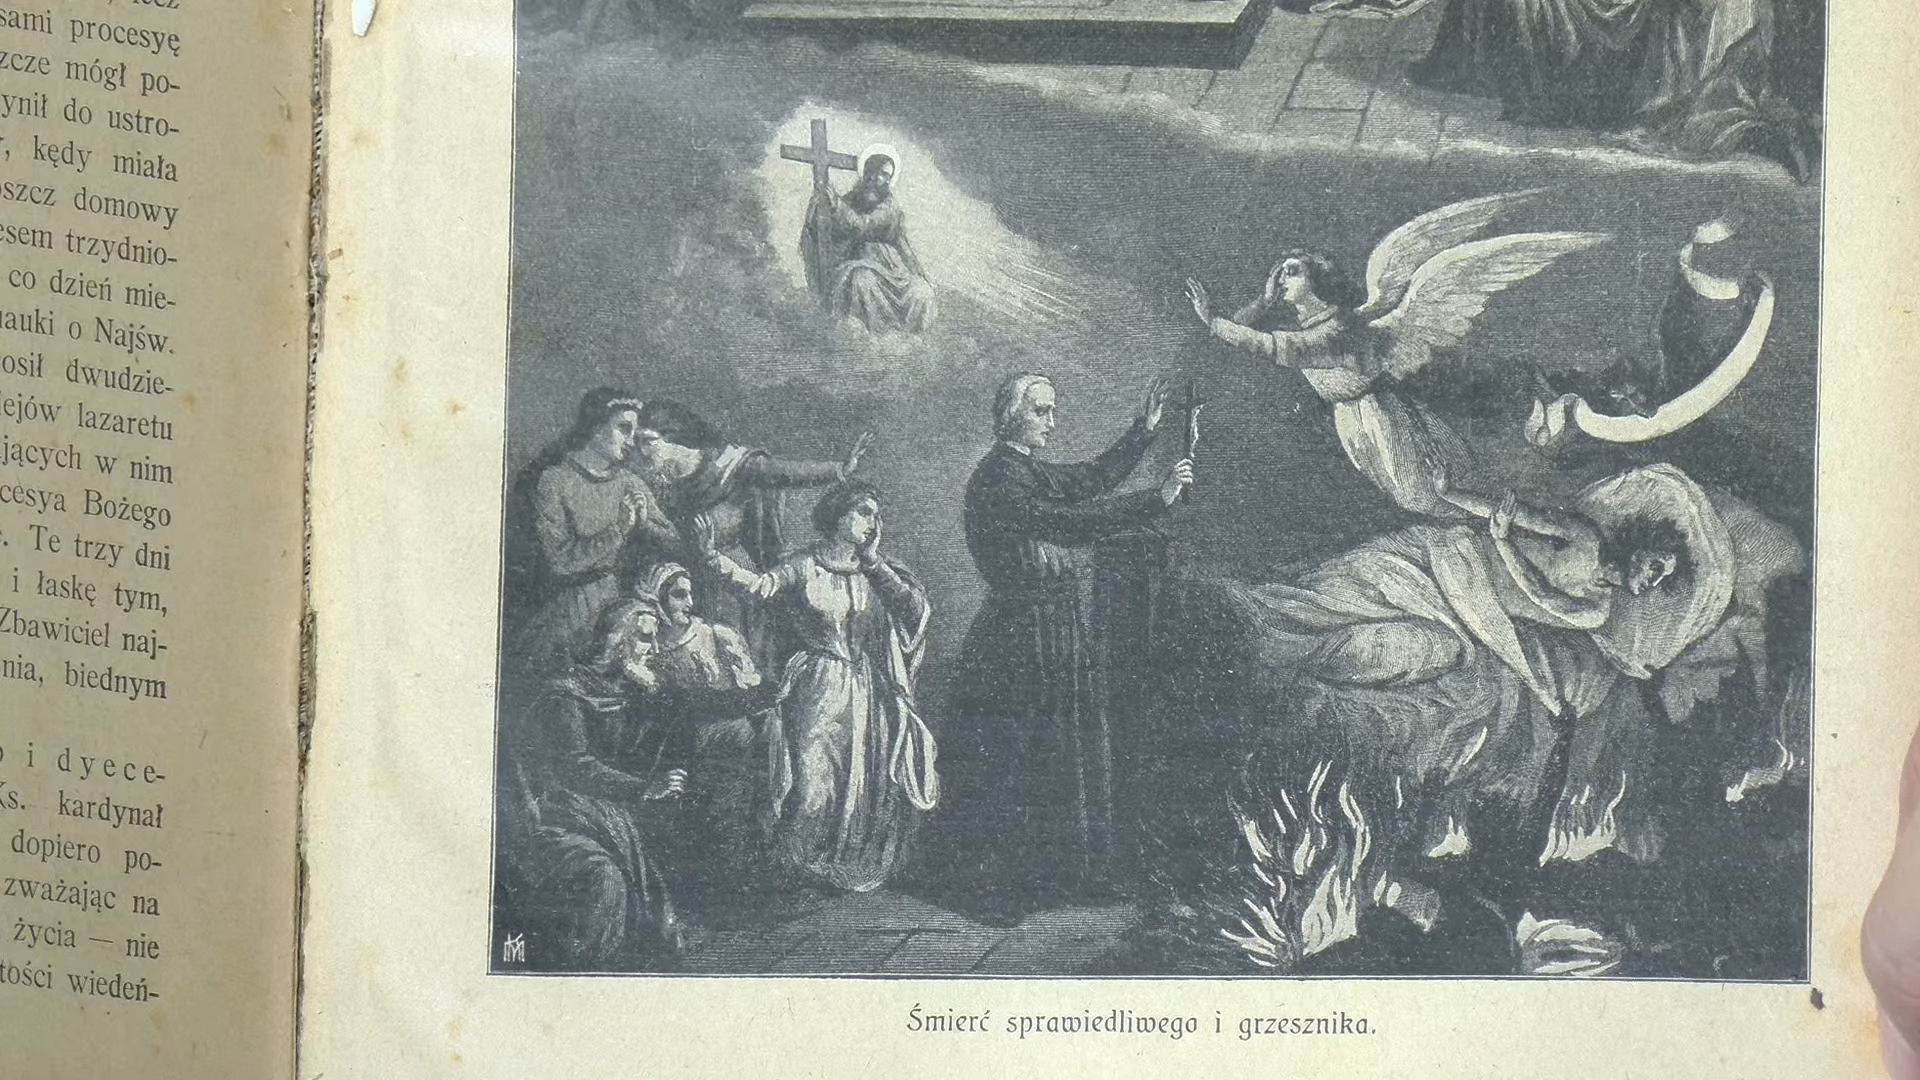 sami procesyę
szcze mógł po-
ynił do ustro-
kędy miała
oszcz domowy
esem trzydnio-
co dzień mie-
nauki o Najśw.
osił dwudzie-
iejów lazaretu
jących w nim
cesya Bożego
Te trzy dni
i łaskę tym,
Zbawiciel naj-
nia, biednym
i dyece-
Ks. kardynał
dopiero po-
zważając na
życia — nie
tości wiedeń-
Śmierć sprawiedliwego i grzesznika.